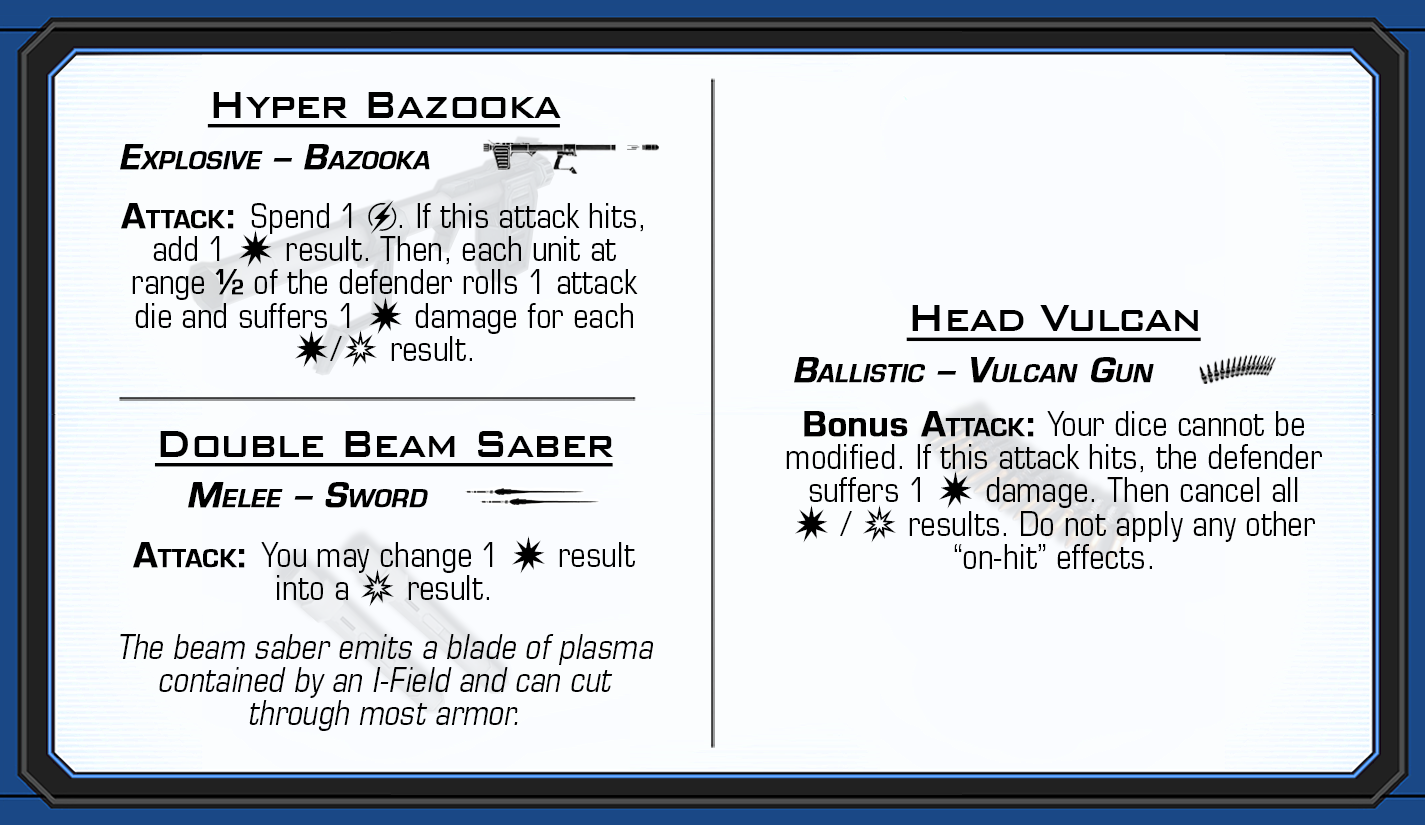 Hyper Bazooka
Explosive – Bazooka
Attack: Spend 1 . If this attack hits,
add 1 result. Then, each unit at
range ½ of the defender rolls 1 attack
die and suffers 1 damage for each
/ result.
Double Beam Saber
Melee – Sword
Attack: You may change 1 result
into a result.
The beam saber emits a blade of plasma
contained by an I-Field and can cut
through most armor.
Head Vulcan
Ballistic – Vulcan Gun
Bonus Attack: Your dice cannot be
modified. If this attack hits, the defender
suffers 1 damage. Then cancel all
/ results. Do not apply any other
“on-hit” effects.